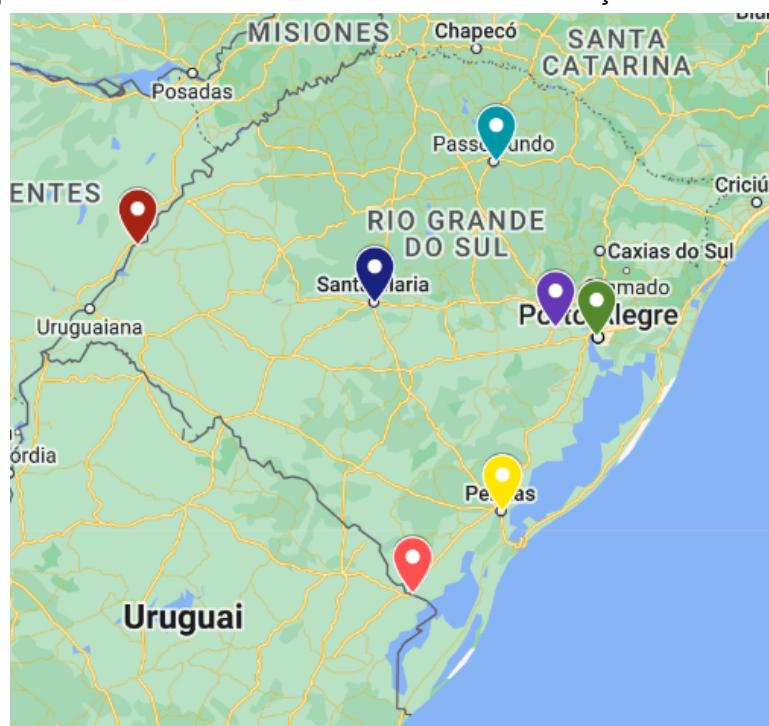 MISIONES
Chapecó
SANTA
CATARINA
Posadas
Passo Fundo
ENTES
Criciú
RIO GRANDE
DO SUL
Caxias do Sul
Santa Maria
Gramado
Porto Alegre
Uruguaiana
órdia
Pelotas
Uruguai